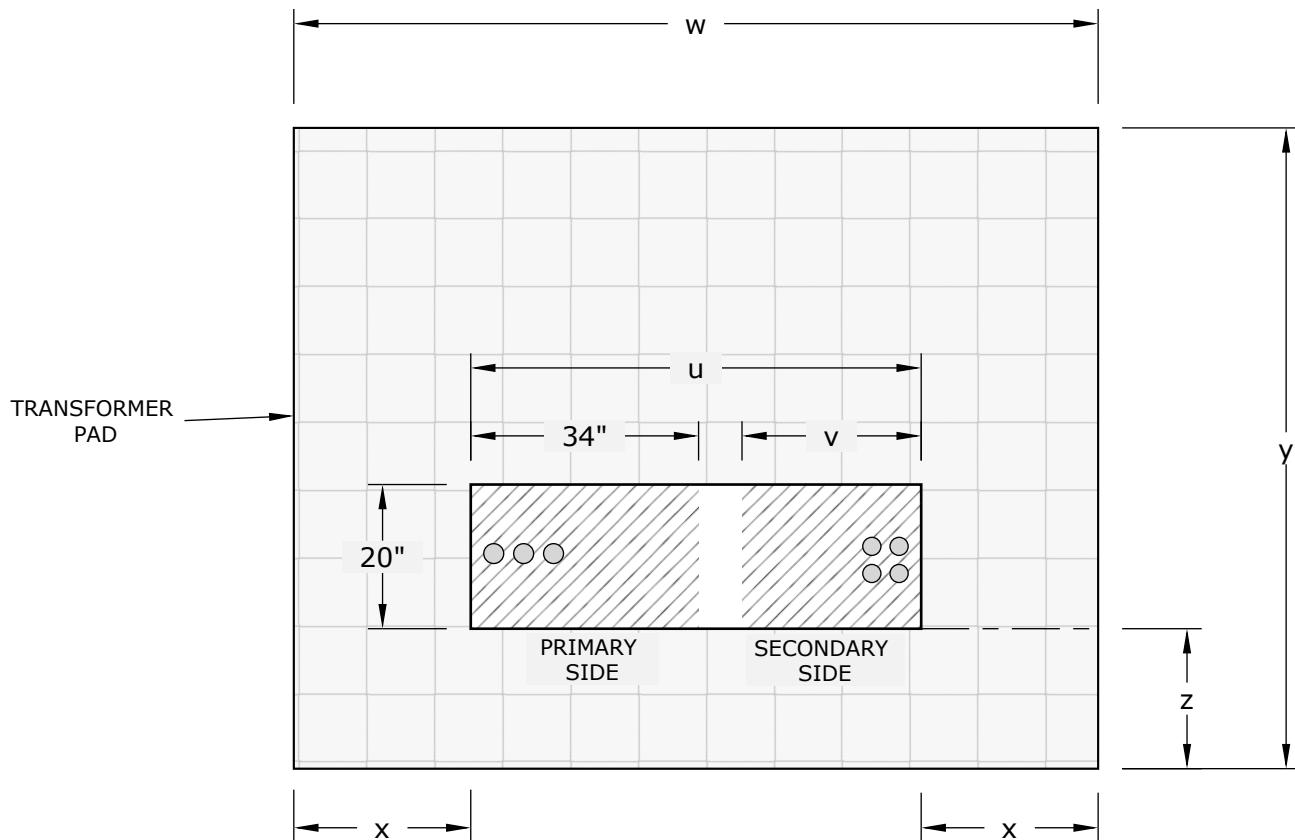 w
u
TRANSFORMER
PAD
34"
v
y
20"
PRIMARY
SIDE
SECONDARY
SIDE
z
x
x